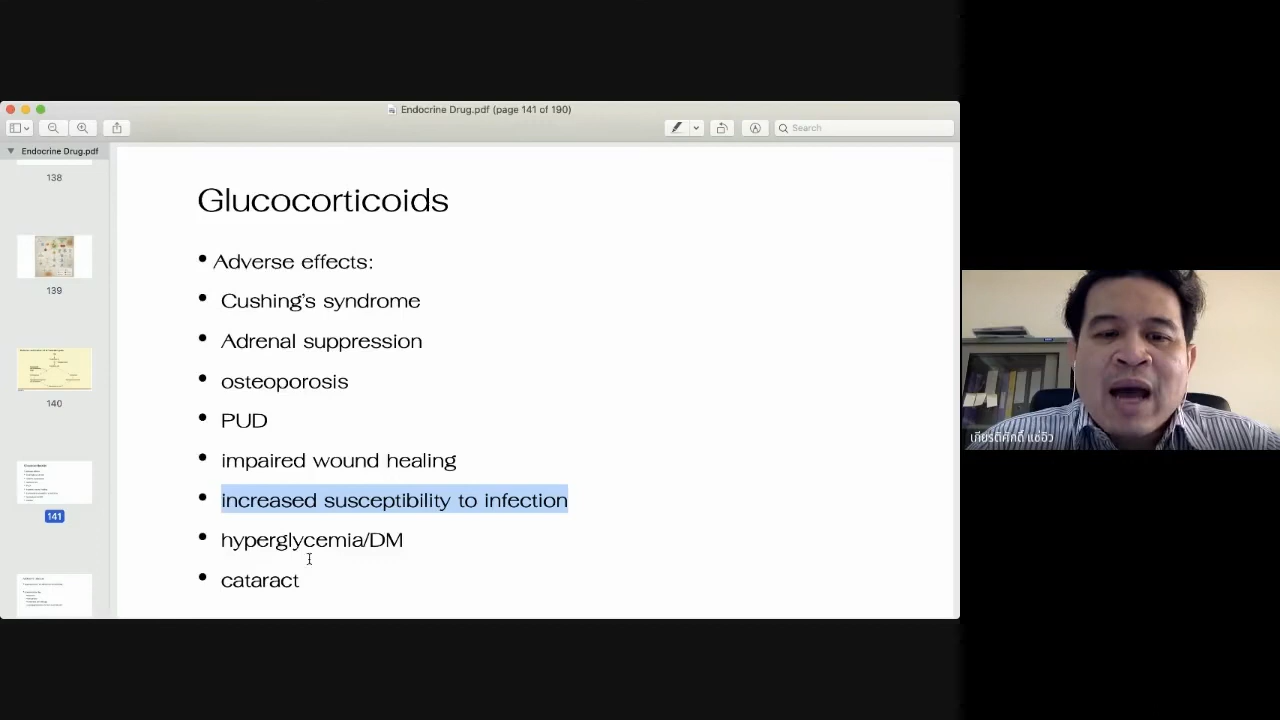 Endocrine Drug.pdf (page 141 of 190)
Search
Endocrine Drug.pdf
138
139
140
141
Glucocorticoids
• Adverse effects:
• Cushing's syndrome
• Adrenal suppression
• osteoporosis
• PUD
• impaired wound healing
• increased susceptibility to infection
• hyperglycemia/DM
• cataract
เกียรติศักดิ์ แซ่อิว